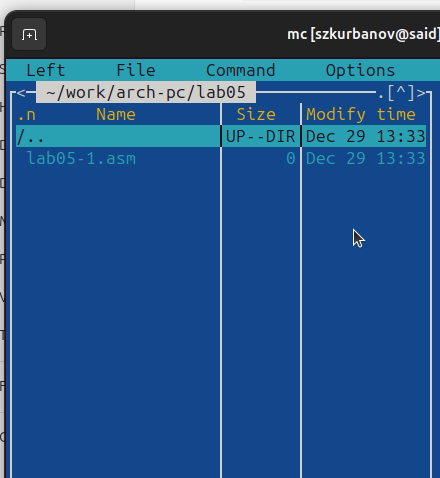 mc [szkurbanov@said]
Left File Command Options
<─ ~/work/arch-pc/lab05 ─.[^]>
.n Name Size Modify time
/.. UP--DIR Dec 29 13:33
lab05-1.asm 0 Dec 29 13:33